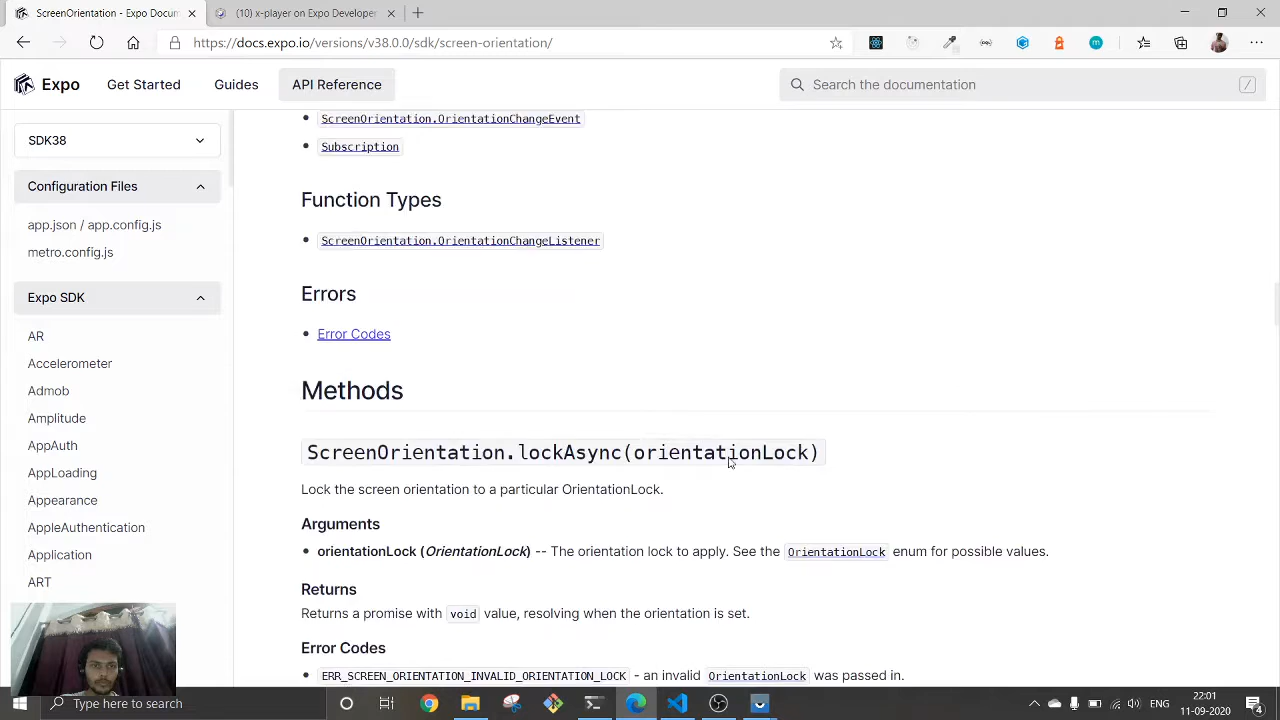 ScreenOrientation - Expo Docum
(10) x-player on Expo Developer
https://docs.expo.io/versions/v38.0.0/sdk/screen-orientation/
Expo
Get Started
Guides
API Reference
Search the documentation
/
SDK38
Configuration Files
app.json / app.config.js
metro.config.js
Expo SDK
AR
Accelerometer
Admob
Amplitude
AppAuth
AppLoading
Appearance
AppleAuthentication
Application
ART
ScreenOrientation.OrientationChangeEvent
Subscription
Function Types
ScreenOrientation.OrientationChangeListener
Errors
Error Codes
Methods
ScreenOrientation.lockAsync(orientationLock)
Lock the screen orientation to a particular OrientationLock.
Arguments
orientationLock (OrientationLock) -- The orientation lock to apply. See the OrientationLock enum for possible values.
Returns
Returns a promise with void value, resolving when the orientation is set.
Error Codes
ERR_SCREEN_ORIENTATION_INVALID_ORIENTATION_LOCK - an invalid OrientationLock was passed in.
Type here to search
ENG
22:01
11-09-2020
4